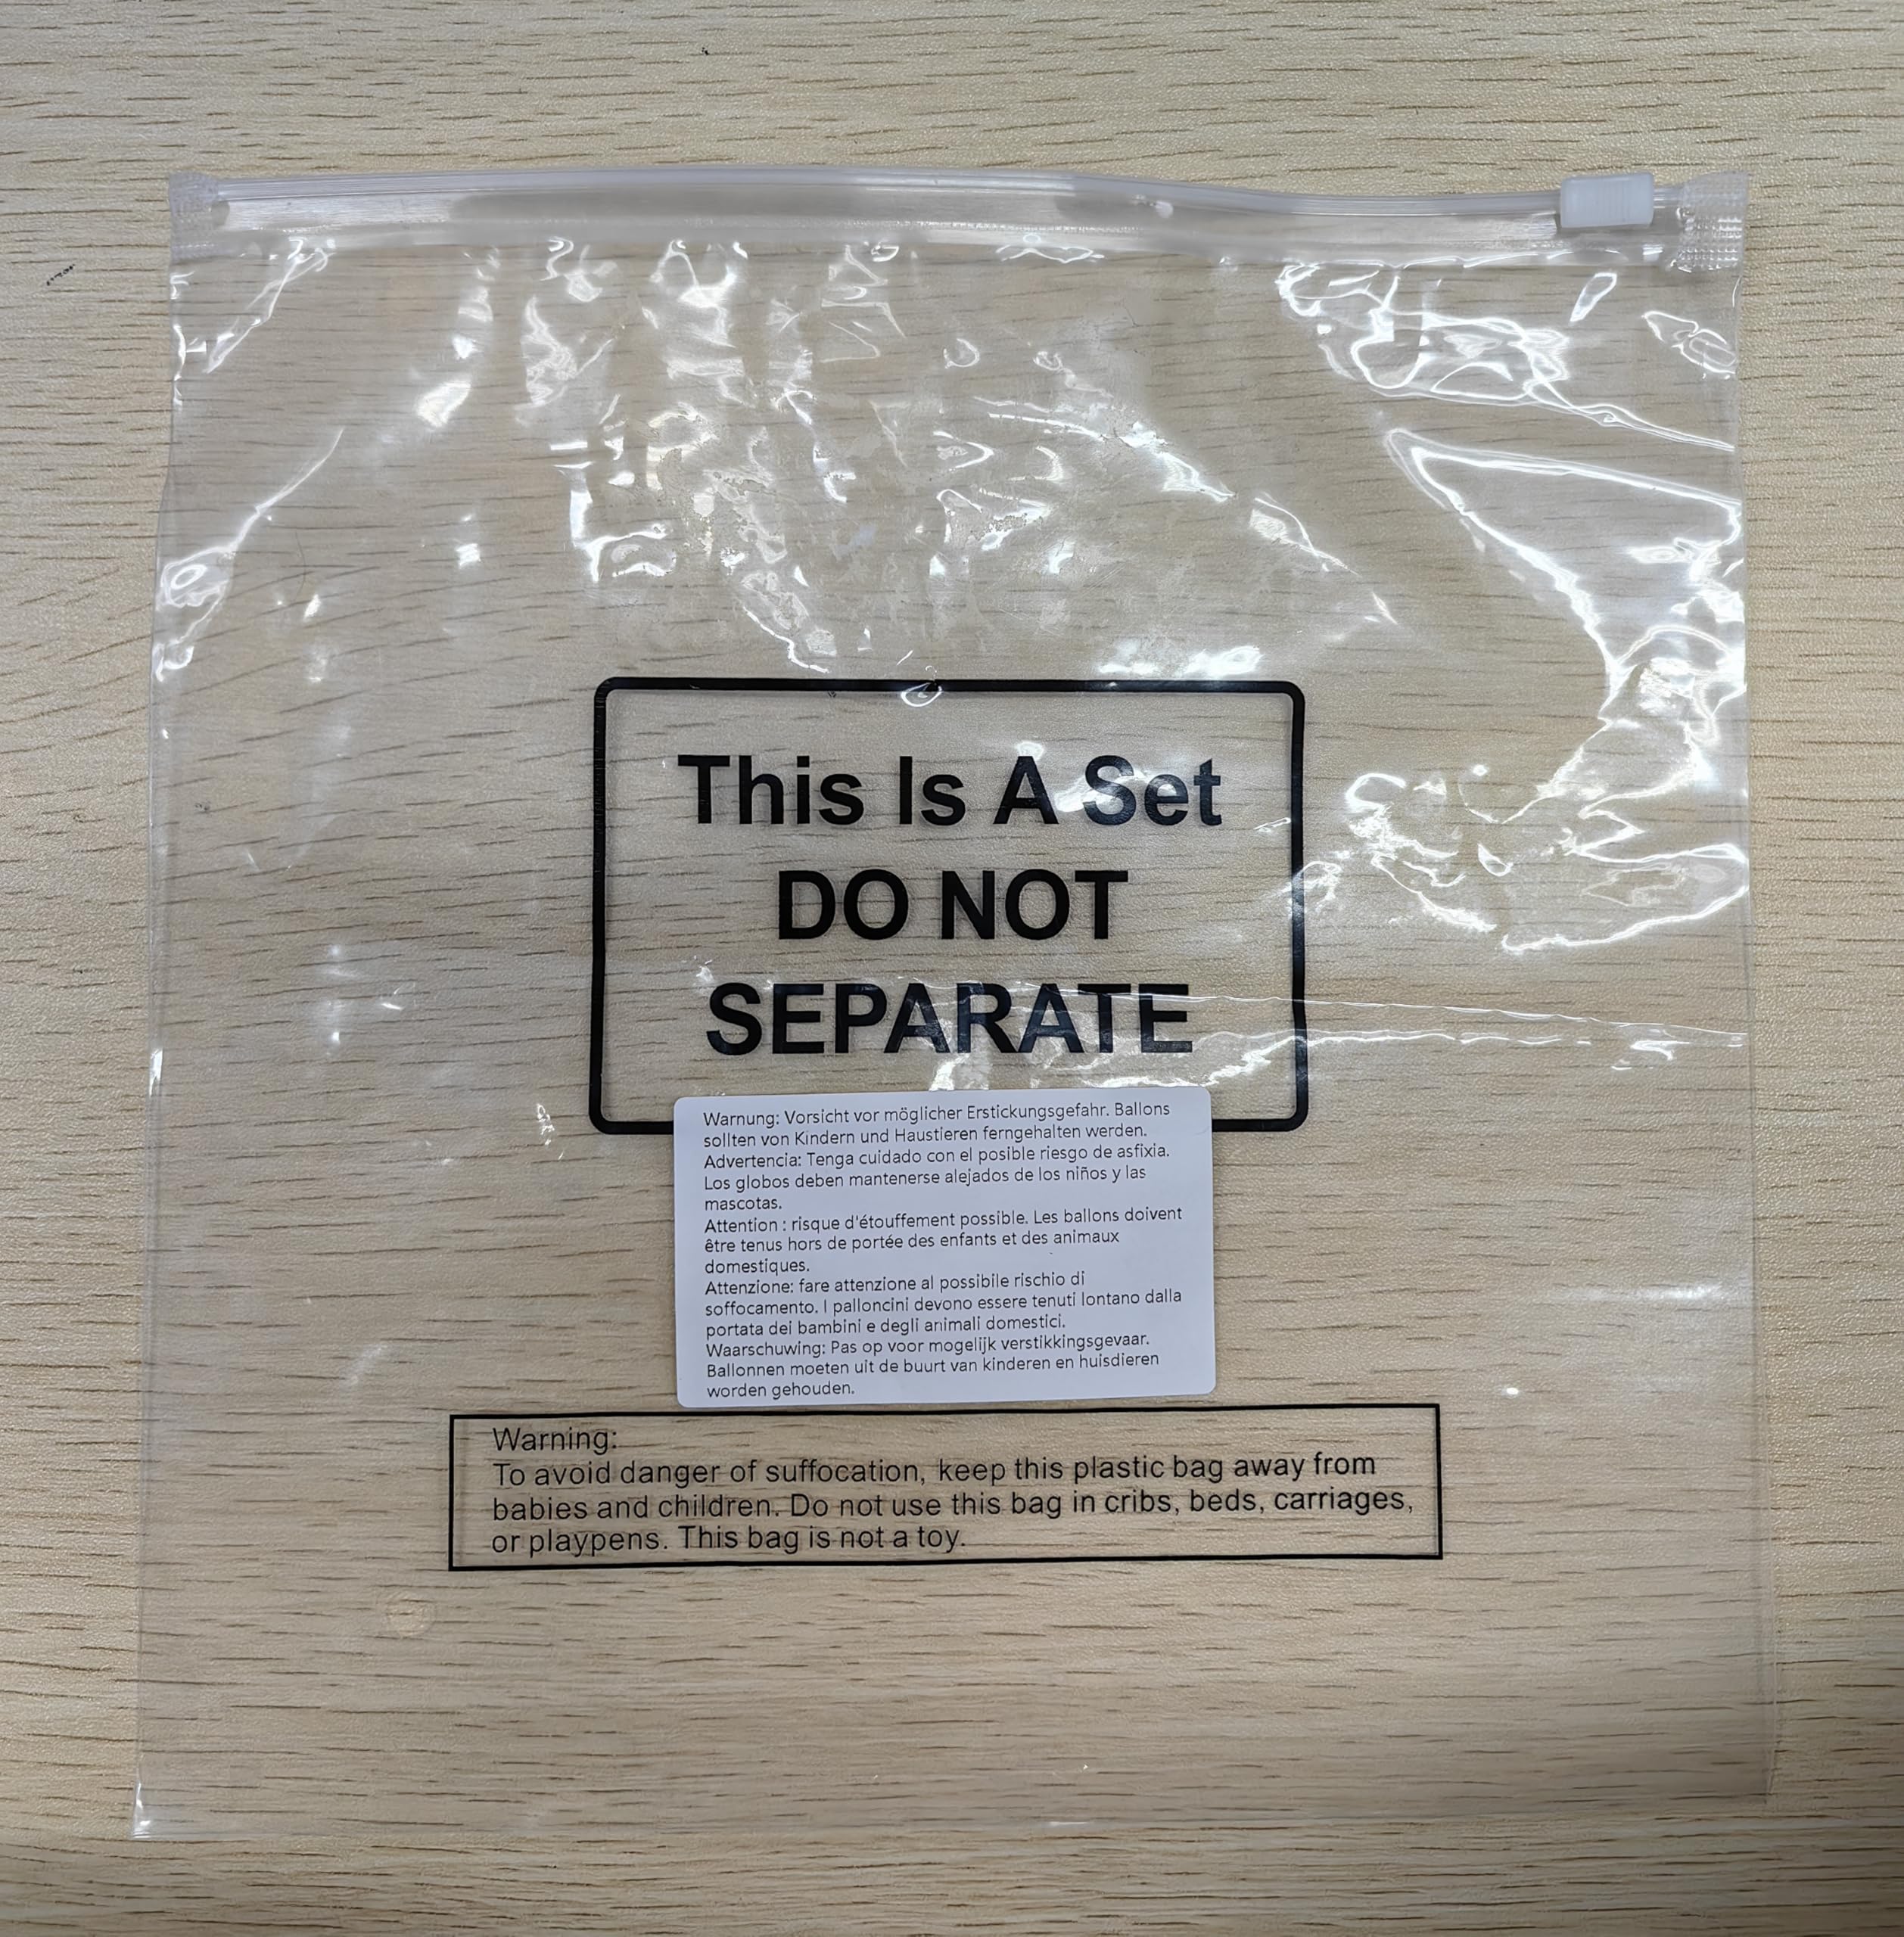 This Is A Set
DO NOT
SEPARATE
Warnung: Vorsicht vor möglicher Erstickungsgefahr. Ballons
sollten von Kindern und Haustieren ferngehalten werden.
Advertencia: Tenga cuidado con el posible riesgo de asfixia.
Los globos deben mantenerse alejados de los niños y las
mascotas.
Attention : risque d'étouffement possible. Les ballons doivent
être tenus hors de portée des enfants et des animaux
domestiques.
Attenzione: fare attenzione al possibile rischio di
soffocamento. I palloncini devono essere tenuti lontano dalla
portata dei bambini e degli animali domestici.
Waarschuwing: Pas op voor mogelijk verstikkingsgevaar.
Ballonnen moeten uit de buurt van kinderen en huisdieren
worden gehouden.
Warning:
To avoid danger of suffocation, keep this plastic bag away from
babies and children. Do not use this bag in cribs, beds, carriages,
or playpens. This bag is not a toy.